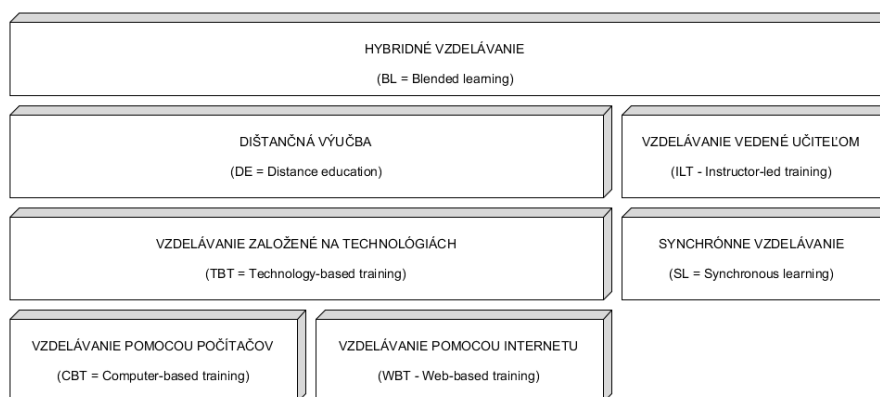 HYBRIDNÉ VZDELÁVANIE
(BL = Blended learning)
DIŠTANČNÁ VÝUČBA
(DE = Distance education)
VZDELÁVANIE VEDENÉ UČITEĽOM
(ILT - Instructor-led training)
VZDELÁVANIE ZALOŽENÉ NA TECHNOLÓGIÁCH
(TBT = Technology-based training)
SYNCHRÓNNE VZDELÁVANIE
(SL = Synchronous learning)
VZDELÁVANIE POMOCOU POČÍTAČOV
(CBT = Computer-based training)
VZDELÁVANIE POMOCOU INTERNETU
(WBT - Web-based training)